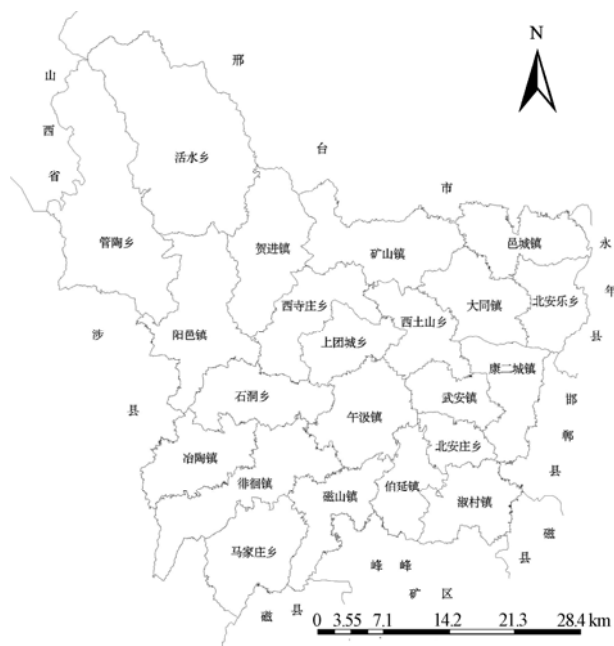 N
山西省
邢台市
永年县
邯郸县
磁县
峰峰矿区
磁县
涉县
活水乡
管陶乡
贺进镇
矿山镇
邑城镇
西寺庄乡
大同镇
北安乐乡
阳邑镇
上团城乡
西土山乡
康二城镇
石洞乡
午汲镇
武安镇
北安庄乡
冶陶镇
徘徊镇
磁山镇
伯延镇
淑村镇
马家庄乡
0 3.55 7.1 14.2 21.3 28.4 km